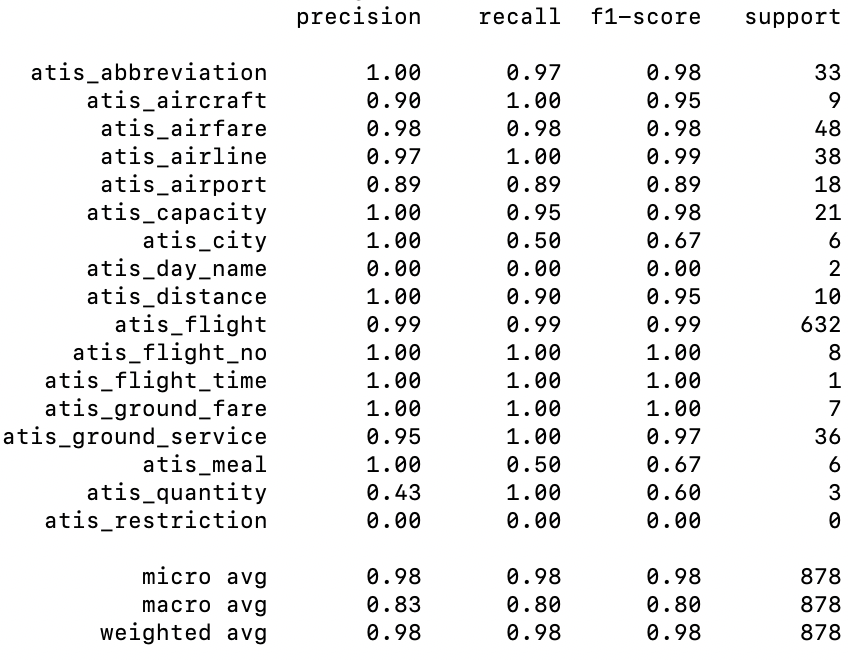 precision recall f1-score support
atis_abbreviation 1.00 0.97 0.98 33
atis_aircraft 0.90 1.00 0.95 9
atis_airfare 0.98 0.98 0.98 48
atis_airline 0.97 1.00 0.99 38
atis_airport 0.89 0.89 0.89 18
atis_capacity 1.00 0.95 0.98 21
atis_city 1.00 0.50 0.67 6
atis_day_name 0.00 0.00 0.00 2
atis_distance 1.00 0.90 0.95 10
atis_flight 0.99 0.99 0.99 632
atis_flight_no 1.00 1.00 1.00 8
atis_flight_time 1.00 1.00 1.00 1
atis_ground_fare 1.00 1.00 1.00 7
atis_ground_service 0.95 1.00 0.97 36
atis_meal 1.00 0.50 0.67 6
atis_quantity 0.43 1.00 0.60 3
atis_restriction 0.00 0.00 0.00 0
micro avg 0.98 0.98 0.98 878
macro avg 0.83 0.80 0.80 878
weighted avg 0.98 0.98 0.98 878